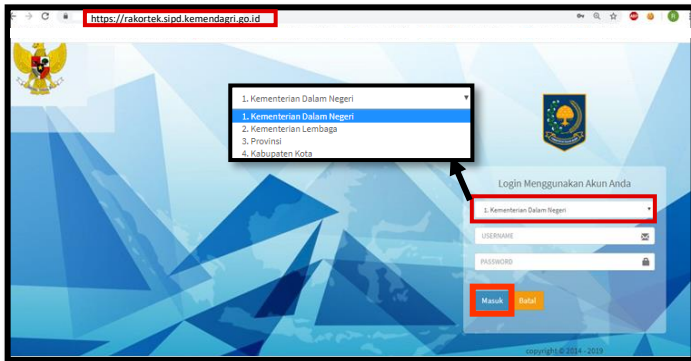 https://rakortek.sipd.kemendagri.go.id
1. Kementerian Dalam Negeri
1. Kementerian Dalam Negeri
2. Kementerian Lembaga
3. Provinsi
4. Kabupaten Kota
Login Menggunakan Akun Anda
1. Kementerian Dalam Negeri
USERNAME
PASSWORD
Masuk
Batal
copyright © 2014 - 2019